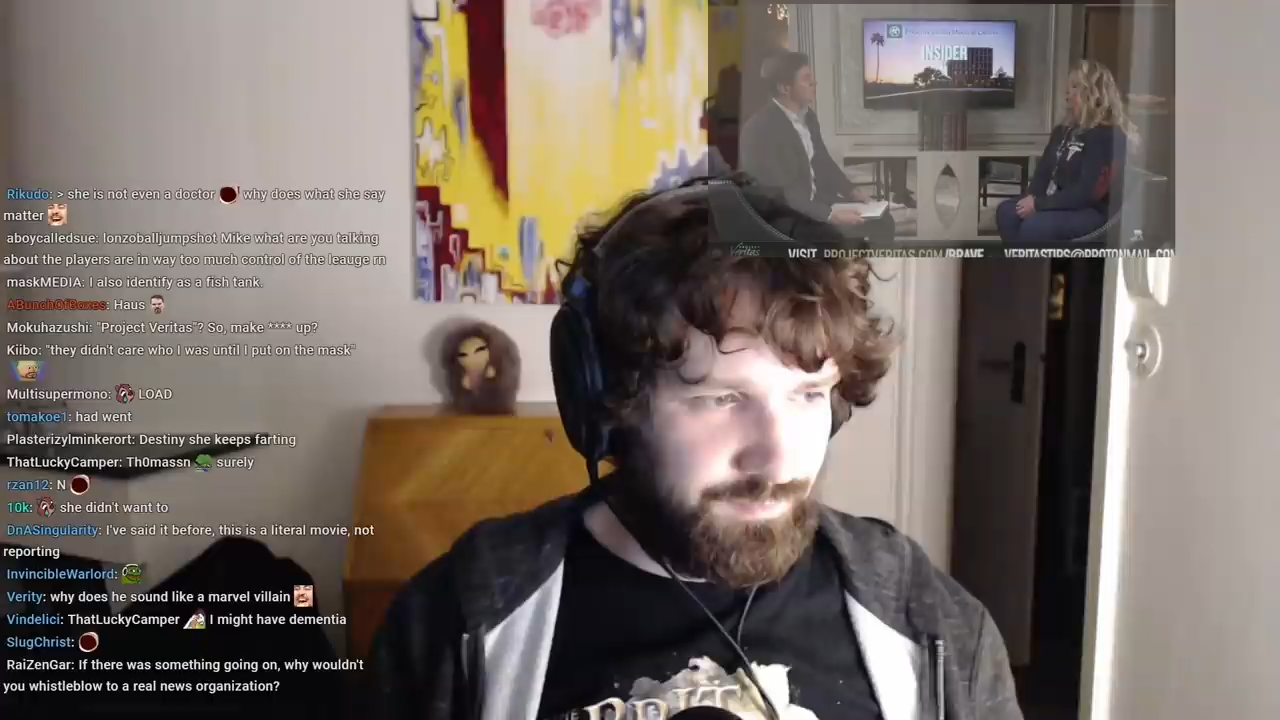 Rikudo: > she is not even a doctor why does what she say
matter
aboycalledsue: lonzoballjumpshot Mike what are you talking
about the players are in way too much control of the leauge rn
maskMEDIA: I also identify as a fish tank.
ABunchOfBozes: Haus
Mokuhazushi: "Project Veritas"? So, make **** up?
Kiibo: "they didn't care who I was until I put on the mask"
Multisupermono: LOAD
tomakoe1: had went
Plasterizylminkerort: Destiny she keeps farting
ThatLuckyCamper: Th0massn surely
rzan12: N
10k: she didn't want to
DnASingularity: I've said it before, this is a literal movie, not
reporting
InvincibleWarlord:
Verity: why does he sound like a marvel villain
Vindelici: ThatLuckyCamper I might have dementia
SlugChrist:
RaiZenGar: If there was something going on, why wouldn't
you whistleblow to a real news organization?
INSIDER
Veritas VISIT PROJECTVERITAS.COM/BRAVE VERITASTIPS@PROTONMAIL.CON